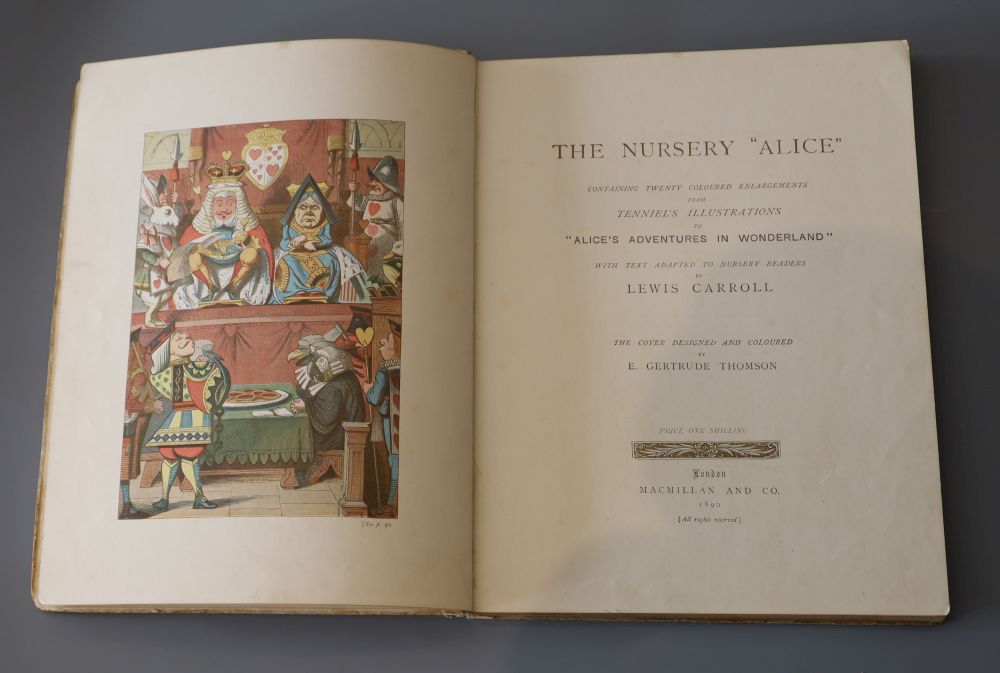 [See p. 50.
THE NURSERY "ALICE"
CONTAINING TWENTY COLOURED ENLARGEMENTS
FROM
TENNIEL'S ILLUSTRATIONS
TO
"ALICE'S ADVENTURES IN WONDERLAND"
WITH TEXT ADAPTED TO NURSERY READERS
BY
LEWIS CARROLL
THE COVER DESIGNED AND COLOURED
BY
E. GERTRUDE THOMSON
PRICE ONE SHILLING
London
MACMILLAN AND CO.
1890
[All rights reserved]